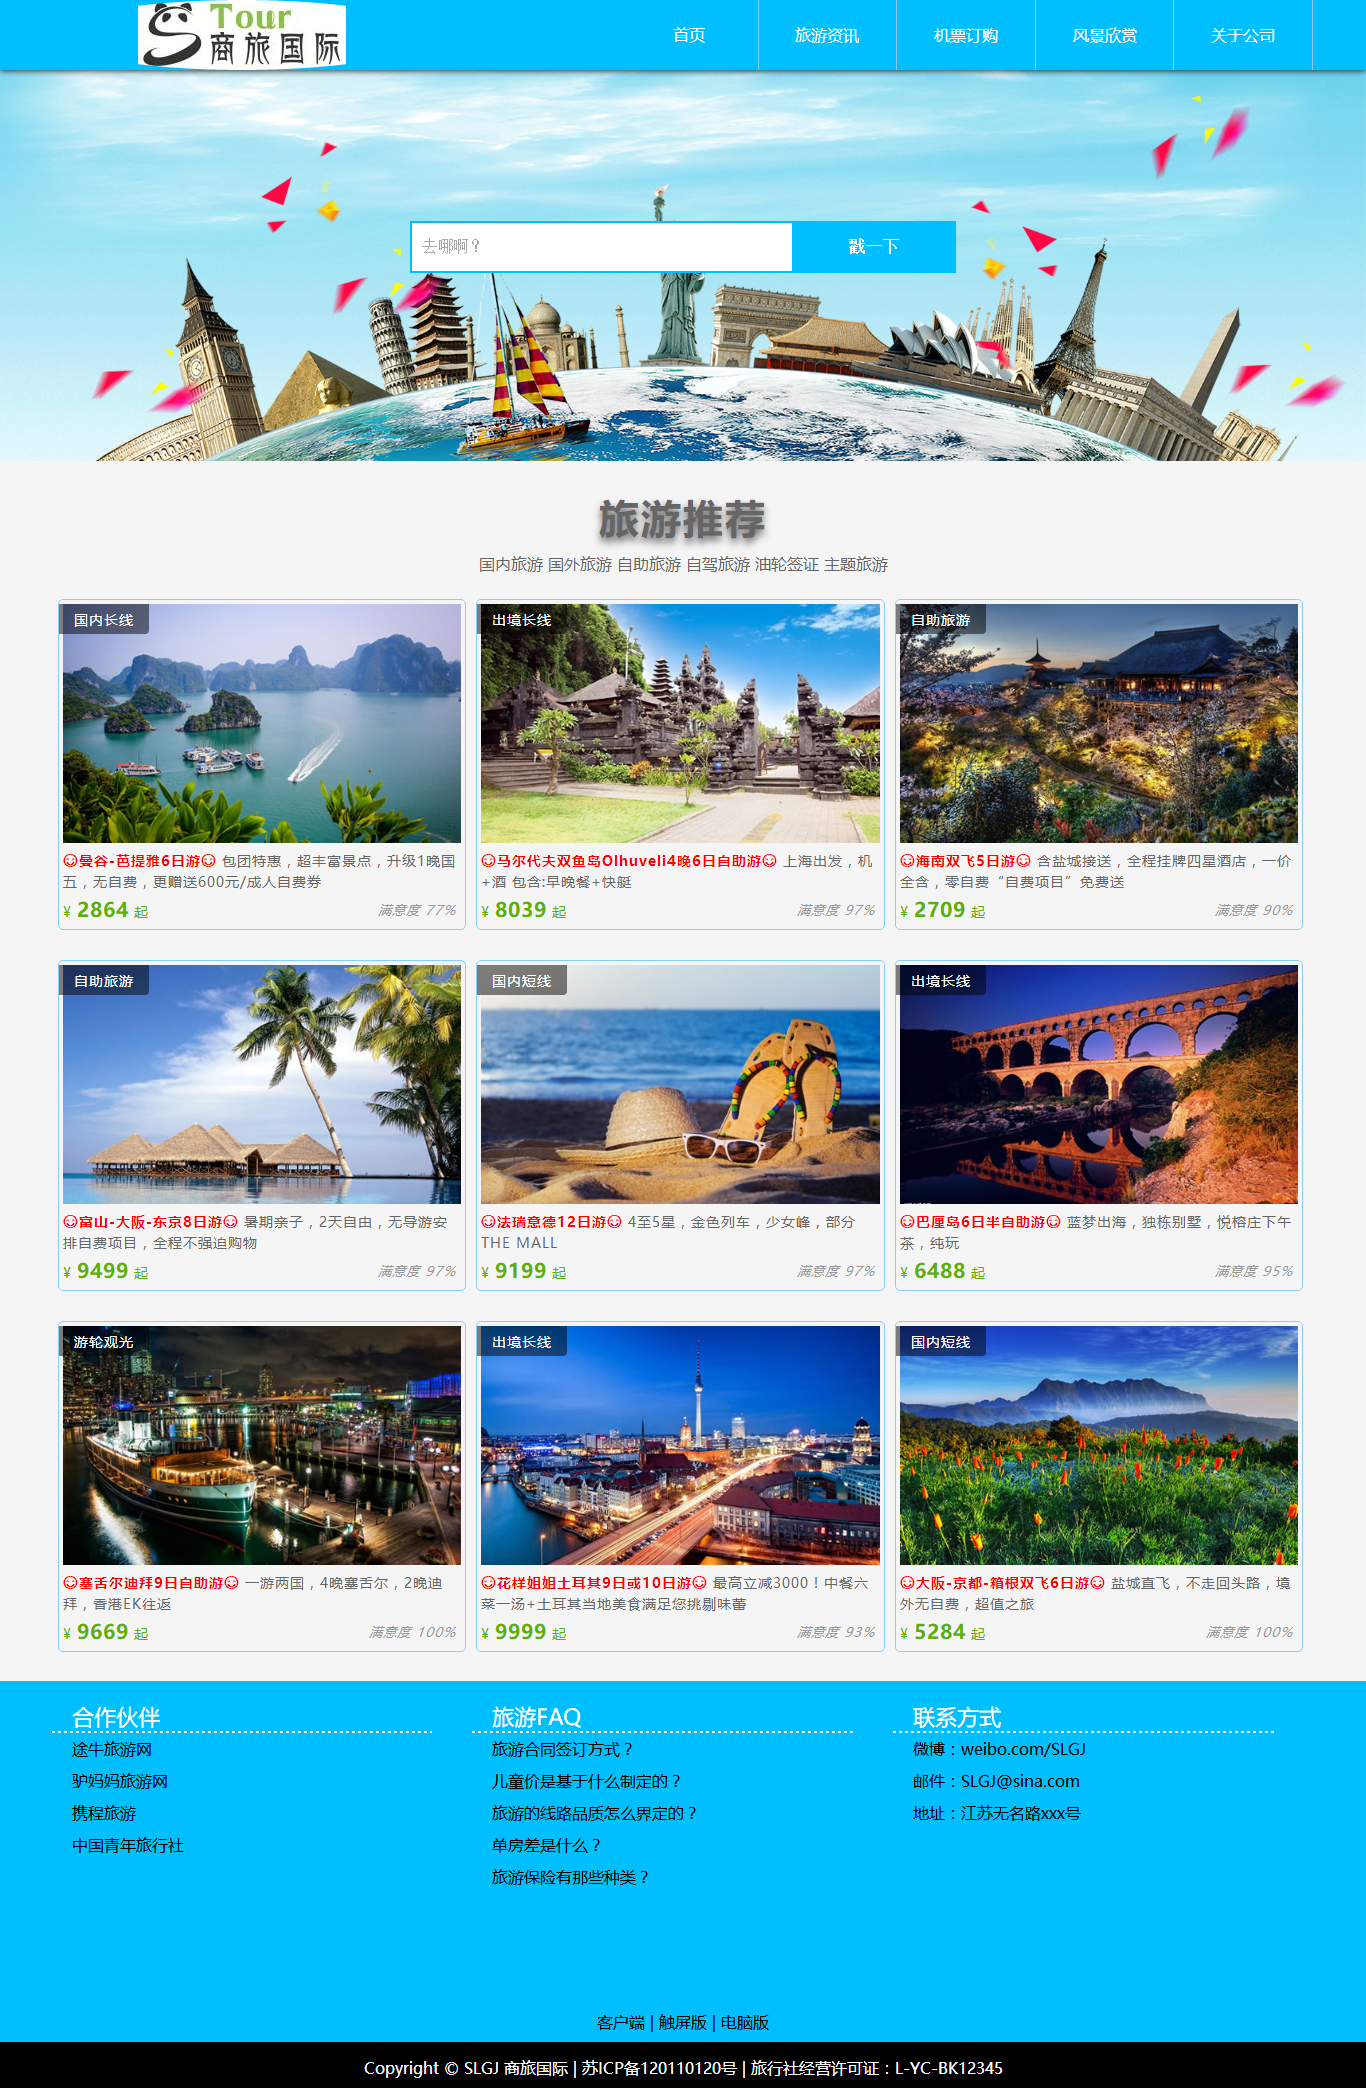 Tour
商旅国际
首页
旅游资讯
机票订购
风景欣赏
关于公司
去哪啊？
戳一下
旅游推荐
国内旅游 国外旅游 自助旅游 自驾旅游 油轮签证 主题旅游
国内长线
曼谷-芭提雅6日游 包团特惠，超丰富景点，升级1晚国
五，无自费，更赠送600元/成人自费券
¥ 2864 起
满意度 77%
出境长线
马尔代夫双鱼岛Olhuveli4晚6日自助游 上海出发，机
+酒 包含:早晚餐+快艇
¥ 8039 起
满意度 97%
自助旅游
海南双飞5日游 含盐城接送，全程挂牌四星酒店，一价
全含，零自费“自费项目”免费送
¥ 2709 起
满意度 90%
自助旅游
富山-大阪-东京8日游 暑期亲子，2天自由，无导游安
排自费项目，全程不强迫购物
¥ 9499 起
满意度 97%
国内短线
法瑞意德12日游 4至5星，金色列车，少女峰，部分
THE MALL
¥ 9199 起
满意度 97%
出境长线
巴厘岛6日半自助游 蓝梦出海，独栋别墅，悦榕庄下午
茶，纯玩
¥ 6488 起
满意度 95%
游轮观光
塞舌尔迪拜9日自助游 一游两国，4晚塞舌尔，2晚迪
拜，香港EK往返
¥ 9669 起
满意度 100%
出境长线
花样姐姐土耳其9日或10日游 最高立减3000！中餐六
菜一汤+土耳其当地美食满足您挑剔味蕾
¥ 9999 起
满意度 93%
国内短线
大阪-京都-箱根双飞6日游 盐城直飞，不走回头路，境
外无自费，超值之旅
¥ 5284 起
满意度 100%
合作伙伴
途牛旅游网
驴妈妈旅游网
携程旅游
中国青年旅行社
旅游FAQ
旅游合同签订方式？
儿童价是基于什么制定的？
旅游的线路品质怎么界定的？
单房差是什么？
旅游保险有那些种类？
联系方式
微博：weibo.com/SLGJ
邮件：SLGJ@sina.com
地址：江苏无名路xxx号
客户端 | 触屏版 | 电脑版
Copyright © SLGJ 商旅国际 | 苏ICP备120110120号 | 旅行社经营许可证：L-YC-BK12345